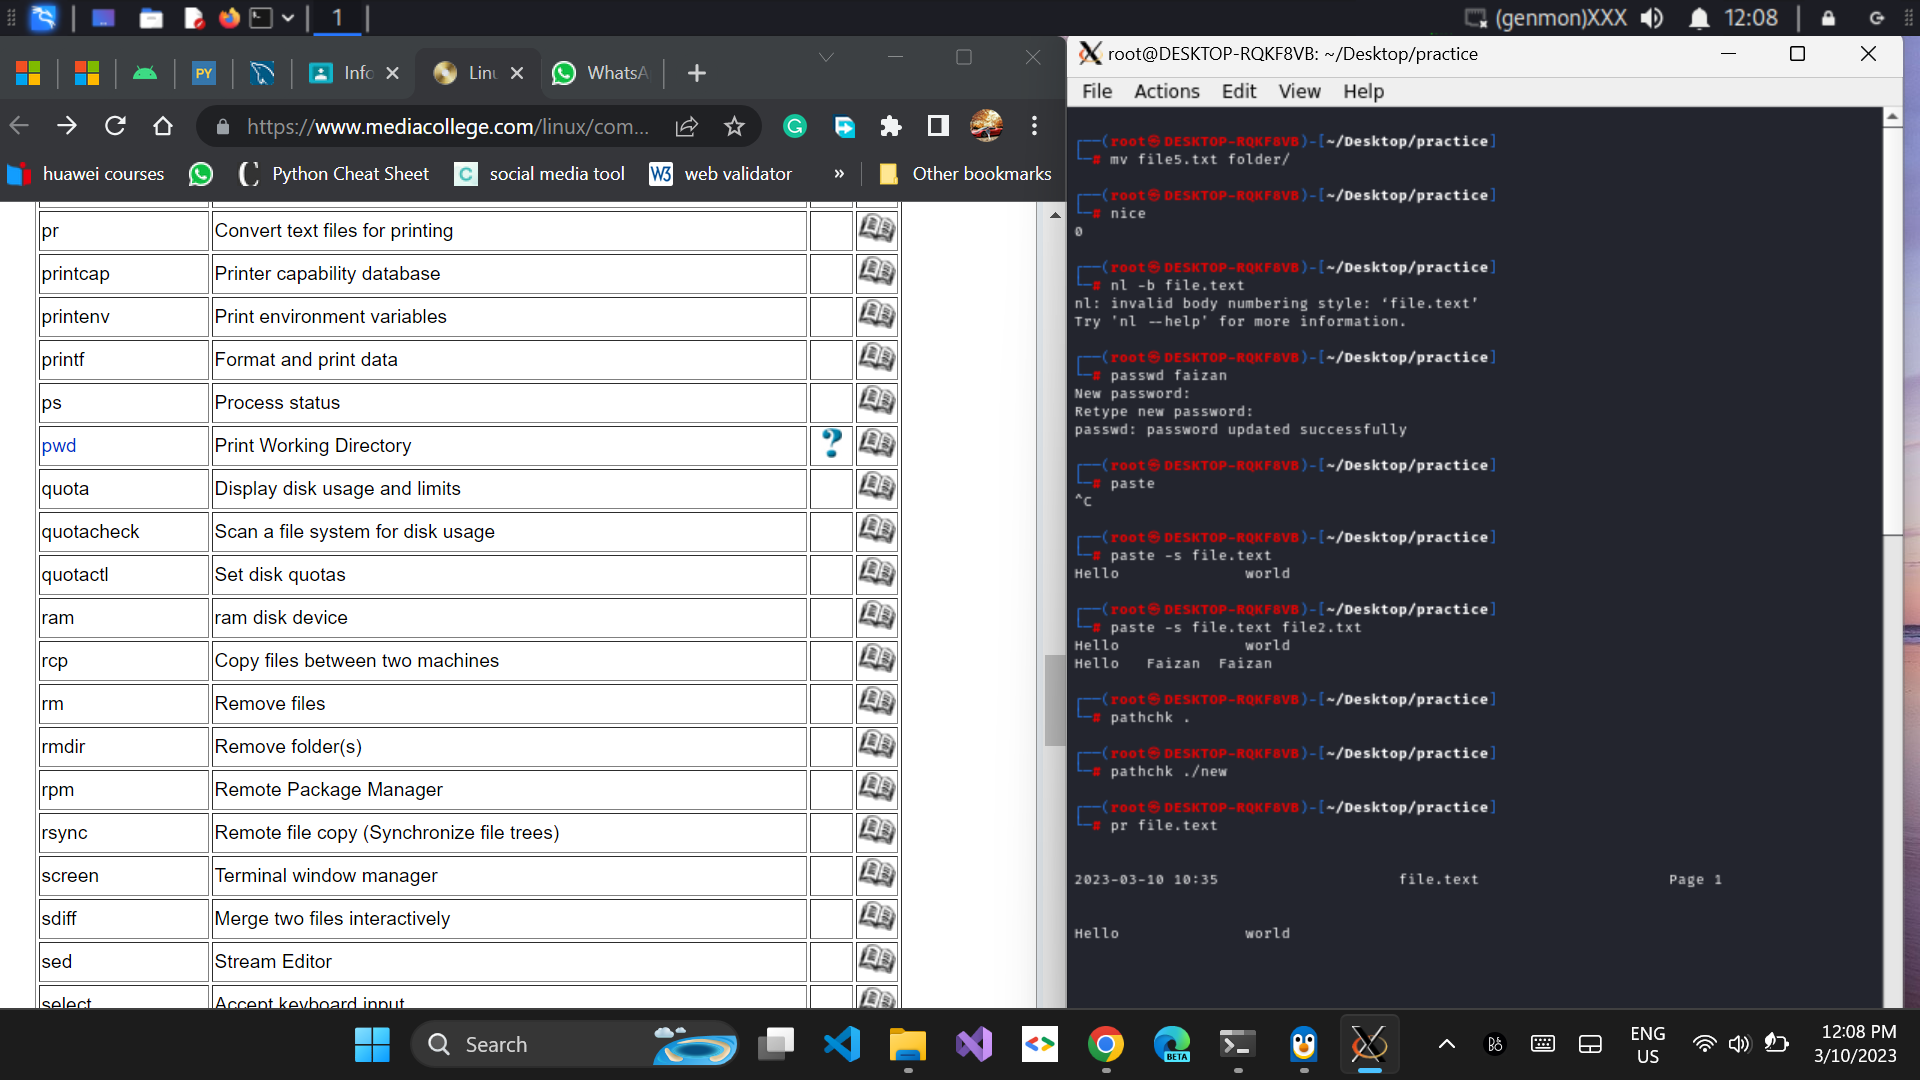 1
(genmon)XXX
12:08
PY
Info
Linu
WhatsA
https://www.mediacollege.com/linux/com...
huawei courses
Python Cheat Sheet
C
social media tool
W3
web validator
»
Other bookmarks
pr
Convert text files for printing
printcap
Printer capability database
printenv
Print environment variables
printf
Format and print data
ps
Process status
pwd
Print Working Directory
?
quota
Display disk usage and limits
quotacheck
Scan a file system for disk usage
quotactl
Set disk quotas
ram
ram disk device
rcp
Copy files between two machines
rm
Remove files
rmdir
Remove folder(s)
rpm
Remote Package Manager
rsync
Remote file copy (Synchronize file trees)
screen
Terminal window manager
sdiff
Merge two files interactively
sed
Stream Editor
select
Accept keyboard input
root@DESKTOP-RQKF8VB: ~/Desktop/practice
File Actions Edit View Help
┌──(root㉿DESKTOP-RQKF8VB)-[~/Desktop/practice]
└─# mv file5.txt folder/
┌──(root㉿DESKTOP-RQKF8VB)-[~/Desktop/practice]
└─# nice
0
┌──(root㉿DESKTOP-RQKF8VB)-[~/Desktop/practice]
└─# nl -b file.text
nl: invalid body numbering style: ‘file.text’
Try 'nl --help' for more information.
┌──(root㉿DESKTOP-RQKF8VB)-[~/Desktop/practice]
└─# passwd faizan
New password:
Retype new password:
passwd: password updated successfully
┌──(root㉿DESKTOP-RQKF8VB)-[~/Desktop/practice]
└─# paste
^C
┌──(root㉿DESKTOP-RQKF8VB)-[~/Desktop/practice]
└─# paste -s file.text
Hello world
┌──(root㉿DESKTOP-RQKF8VB)-[~/Desktop/practice]
└─# paste -s file.text file2.txt
Hello world
Hello Faizan Faizan
┌──(root㉿DESKTOP-RQKF8VB)-[~/Desktop/practice]
└─# pathchk .
┌──(root㉿DESKTOP-RQKF8VB)-[~/Desktop/practice]
└─# pathchk ./new
┌──(root㉿DESKTOP-RQKF8VB)-[~/Desktop/practice]
└─# pr file.text
2023-03-10 10:35 file.text Page 1
Hello world
Search
BETA
ENG
US
12:08 PM
3/10/2023